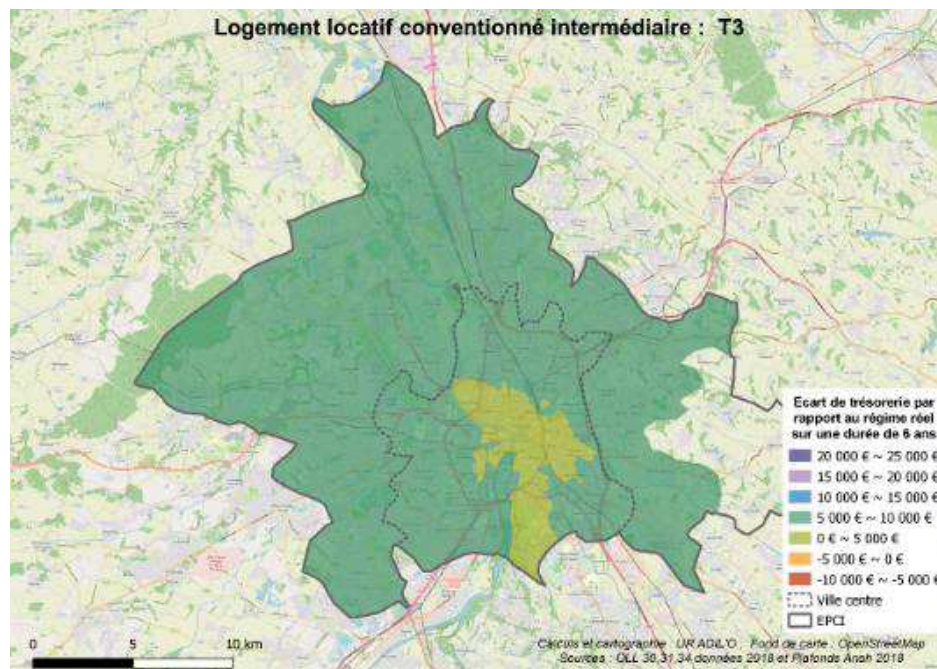 Logement locatif conventionné intermédiaire : T3
Ecart de trésorerie par
rapport au régime réel
sur une durée de 6 ans
20 000 € ~ 25 000 €
15 000 € ~ 20 000 €
10 000 € ~ 15 000 €
5 000 € ~ 10 000 €
0 € ~ 5 000 €
-5 000 € ~ 0 €
-10 000 € ~ -5 000 €
Ville centre
EPCI
0 5 10 km
Calculs et cartographie : UR ADIL'O Fond de carte : OpenStreetMap
Sources : OLL 30,31,34 données 2018 et Plafonds Anah 2018